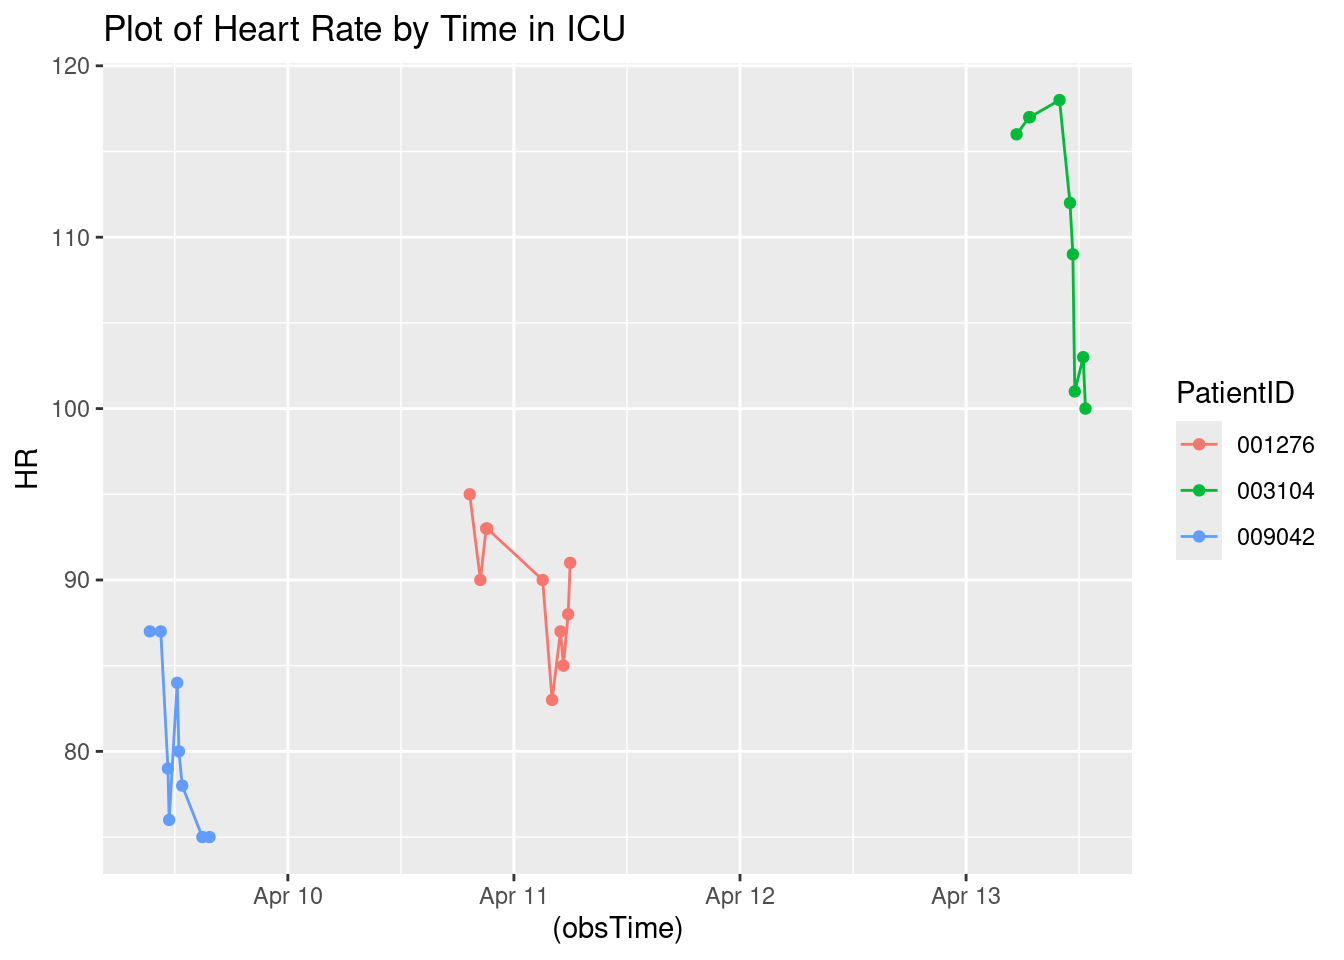 Plot of Heart Rate by Time in ICU
120
110
100
90
80
HR
Apr 10
Apr 11
Apr 12
Apr 13
(obsTime)
PatientID
001276
003104
009042